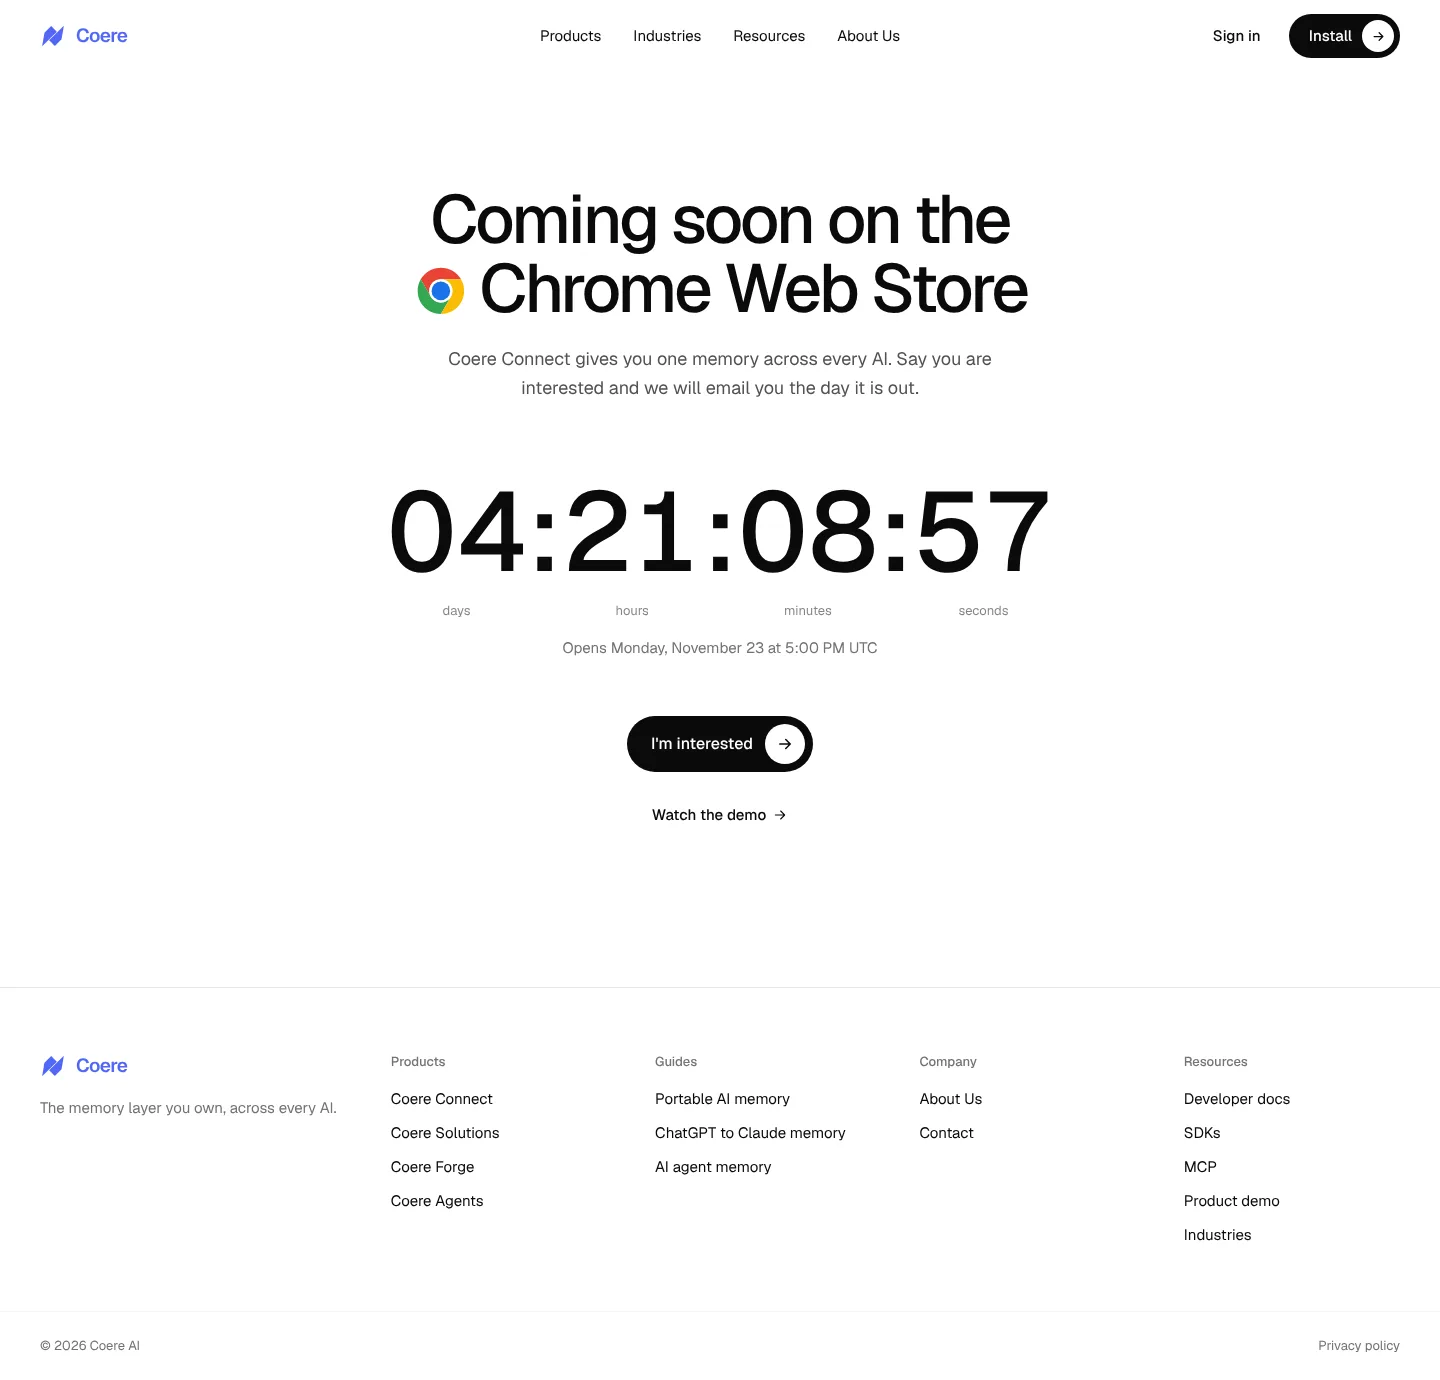 Coere
Products
Industries
Resources
About Us
Sign in
Install
Coming soon on the
Chrome Web Store
Coere Connect gives you one memory across every AI. Say you are
interested and we will email you the day it is out.
04:21:08:57
days
hours
minutes
seconds
Opens Monday, November 23 at 5:00 PM UTC
I'm interested
Watch the demo
Coere
The memory layer you own, across every AI.
Products
Coere Connect
Coere Solutions
Coere Forge
Coere Agents
Guides
Portable AI memory
ChatGPT to Claude memory
AI agent memory
Company
About Us
Contact
Resources
Developer docs
SDKs
MCP
Product demo
Industries
© 2026 Coere AI
Privacy policy